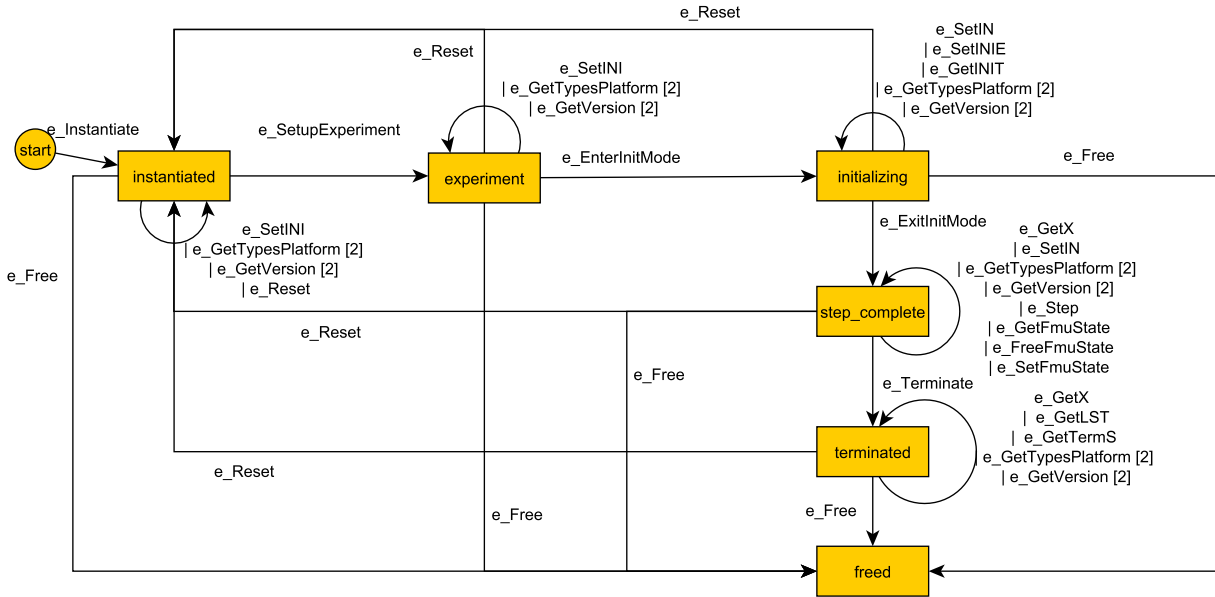 e_Reset
e_SetIN
| e_SetINIE
| e_GetINIT
| e_GetTypesPlatform [2]
| e_GetVersion [2]
e_Reset
e_SetINI
| e_GetTypesPlatform [2]
| e_GetVersion [2]
e_Instantiate
e_SetupExperiment
start
e_EnterInitMode
e_Free
instantiated
experiment
initializing
e_SetINI
| e_GetTypesPlatform [2]
| e_GetVersion [2]
| e_Reset
e_Free
e_ExitInitMode
e_GetX
| e_SetIN
| e_GetTypesPlatform [2]
| e_GetVersion [2]
| e_Step
| e_GetFmuState
| e_FreeFmuState
| e_SetFmuState
step_complete
e_Reset
e_Free
e_Terminate
e_GetX
| e_GetLST
| e_GetTermS
| e_GetTypesPlatform [2]
| e_GetVersion [2]
terminated
e_Reset
e_Free
e_Free
freed